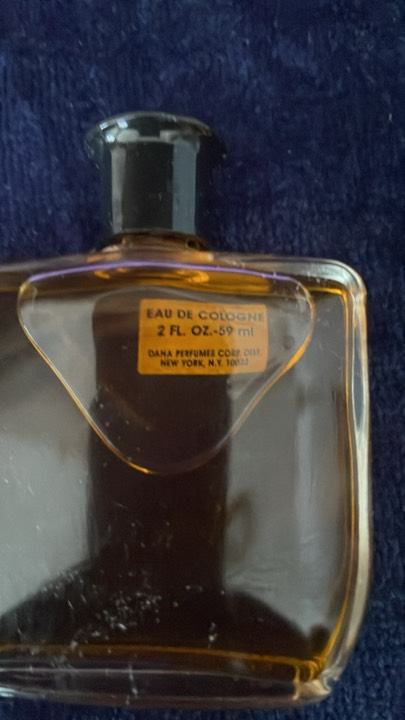 EAU DE COLOGNE
2 FL. OZ.-59 ml
DANA PERFUMES CORP. DIST.
NEW YORK, N.Y. 10022